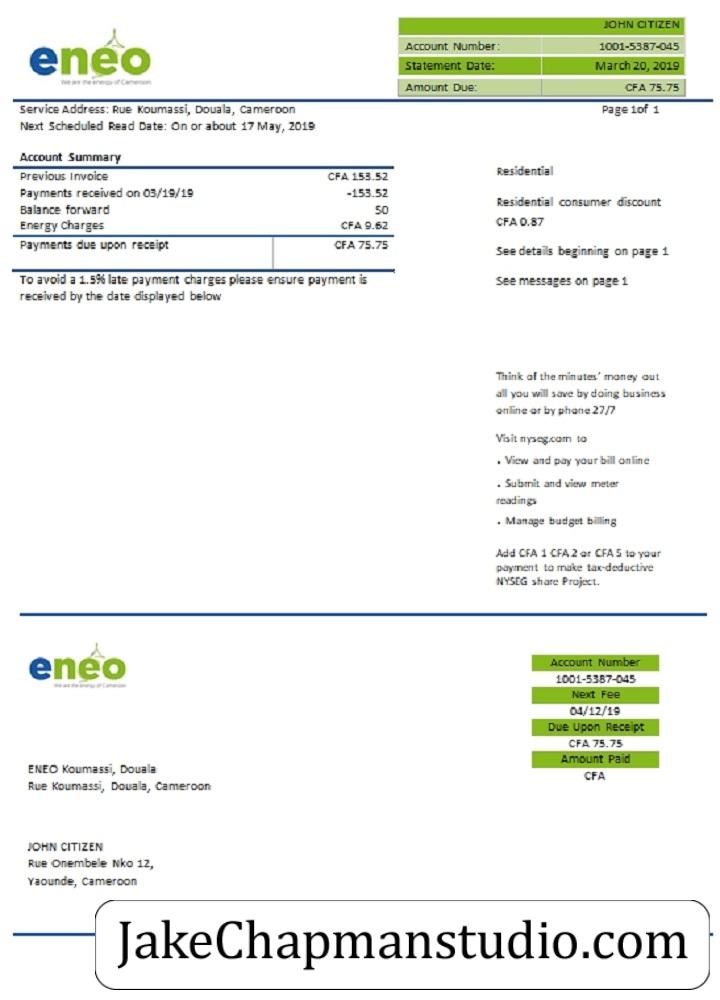 eneo
We are the energy of Cameroon
JOHN CITIZEN
Account Number: 1001-5387-045
Statement Date: March 20, 2019
Amount Due: CFA 75.75
Service Address: Rue Koumassi, Douala, Cameroon
Page 1of 1
Next Scheduled Read Date: On or about 17 May, 2019
Account Summary
Previous Invoice CFA 153.52
Payments received on 03/19/19 -153.52
Balance forward S0
Energy Charges CFA 9.62
Payments due upon receipt CFA 75.75
To avoid a 1.5% late payment charges please ensure payment is
received by the date displayed below
Residential
Residential consumer discount
CFA 0.87
See details beginning on page 1
See messages on page 1
Think of the minutes' money out
all you will save by doing business
online or by phone 27/7
Visit nyseg.com to
. View and pay your bill online
. Submit and view meter
readings
. Manage budget billing
Add CFA 1 CFA 2 or CFA 5 to your
payment to make tax-deductive
NYSEG share Project.
eneo
We are the energy of Cameroon
Account Number
1001-5387-045
Next Fee
04/12/19
Due Upon Receipt
CFA 75.75
Amount Paid
CFA
ENEO Koumassi, Douala
Rue Koumassi, Douala, Cameroon
JOHN CITIZEN
Rue Onembele Nko 12,
Yaounde, Cameroon
JakeChapmanstudio.com